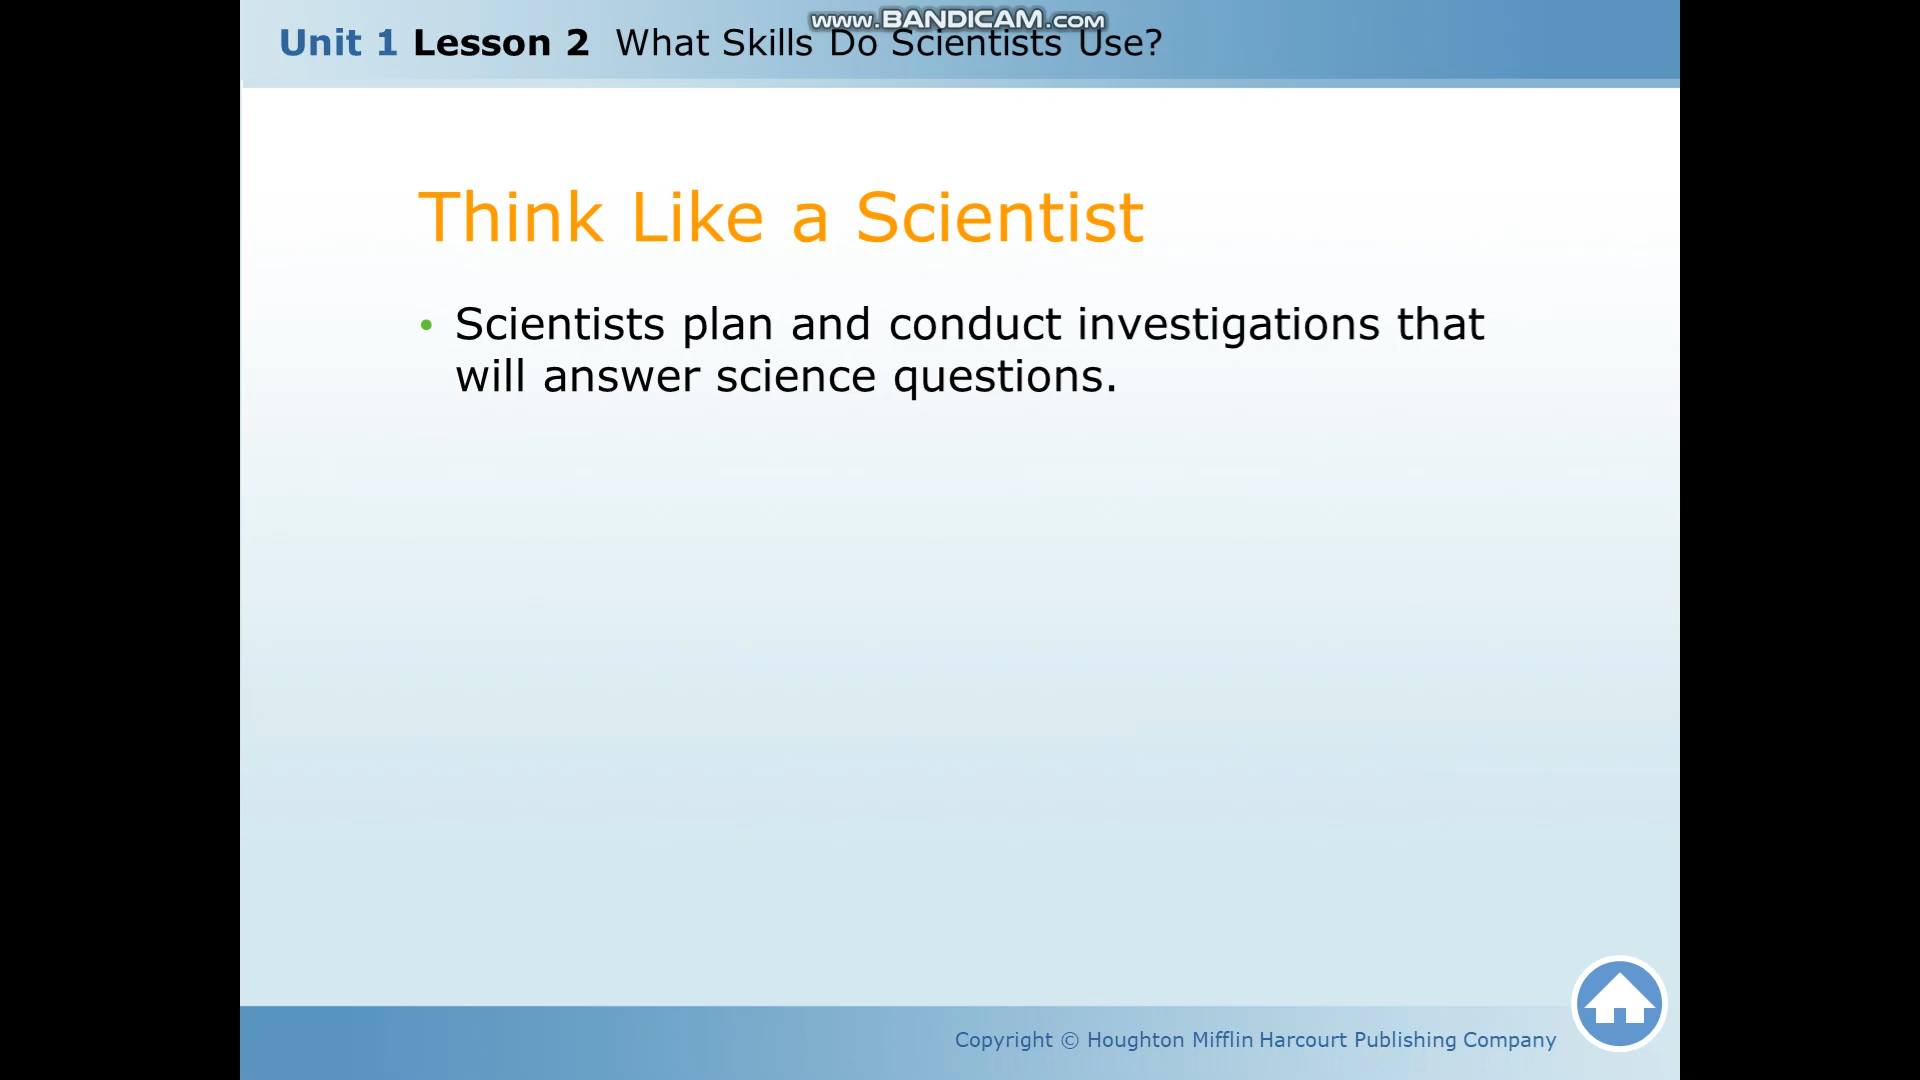 www.BANDICAM.com
Unit 1 Lesson 2 What Skills Do Scientists Use?
Think Like a Scientist
• Scientists plan and conduct investigations that
will answer science questions.
Copyright © Houghton Mifflin Harcourt Publishing Company